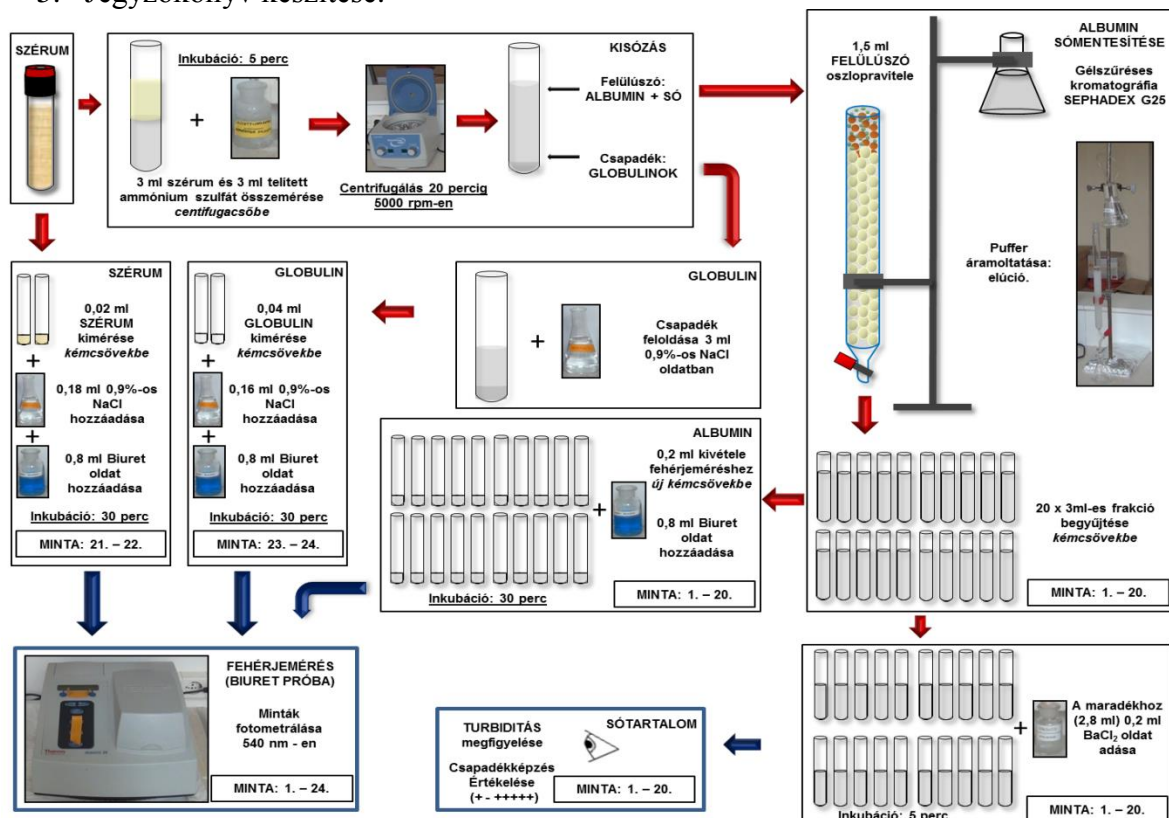 3. Jegyzőkönyv készítése.
SZÉRUM
Inkubáció: 5 perc
+
3 ml szérum és 3 ml telített
ammónium szulfát összemérése
centifugacsőbe
Centrifugálás 20 percig
5000 rpm-en
KISÓZÁS
Felülúszó:
ALBUMIN + SÓ
Csapadék:
GLOBULINOK
1,5 ml
FELÜLÚSZÓ
oszlopravitele
ALBUMIN
SÓMENTESÍTÉSE
Gélszűréses
kromatográfia
SEPHADEX G25
Puffer
áramoltatása:
elúció.
SZÉRUM
0,02 ml
SZÉRUM
kimérése
kémcsövekbe
+
0,18 ml 0,9%-os
NaCl
hozzáadása
+
0,8 ml Biuret
oldat
hozzáadása
Inkubáció: 30 perc
MINTA: 21. – 22.
GLOBULIN
0,04 ml
GLOBULIN
kimérése
kémcsövekbe
+
0,16 ml 0,9%-os
NaCl
hozzáadása
+
0,8 ml Biuret
oldat
hozzáadása
Inkubáció: 30 perc
MINTA: 23. – 24.
GLOBULIN
+
Csapadék
feloldása 3 ml
0,9%-os NaCl
oldatban
ALBUMIN
0,2 ml kivétele
fehérjeméréshez
új kémcsövekbe
+
0,8 ml Biuret
oldat
hozzáadása
Inkubáció: 30 perc
MINTA: 1. – 20.
20 x 3ml-es frakció
begyűjtése
kémcsövekbe
MINTA: 1. – 20.
FEHÉRJEMÉRÉS
(BIURET PRÓBA)
Minták
fotometrálása
540 nm - en
MINTA: 1. – 24.
SÓTARTALOM
TURBIDITÁS
megfigyelése
Csapadékképzés
Értékelése
(+ - +++++)
MINTA: 1. – 20.
+
A maradékhoz
(2,8 ml) 0,2 ml
BaCl₂ oldat
adása
Inkubáció: 5 perc
MINTA: 1. – 20.